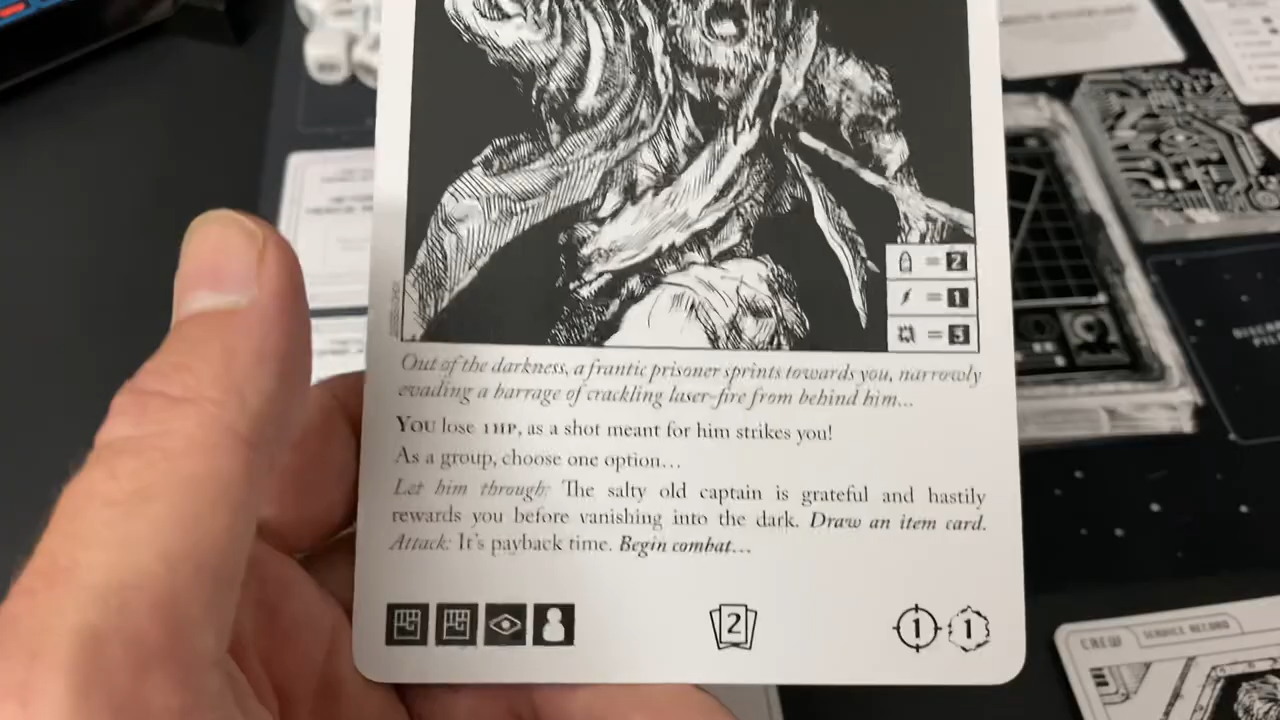 = 2
= 1
= 3
Out of the darkness, a frantic prisoner sprints towards you, narrowly
evading a barrage of crackling laser-fire from behind him...
YOU lose 1HP, as a shot meant for him strikes you!
As a group, choose one option...
Let him through: The salty old captain is grateful and hastily
rewards you before vanishing into the dark. Draw an item card.
Attack: It's payback time. Begin combat...
2
1 1
CREW SERVICE RECORD